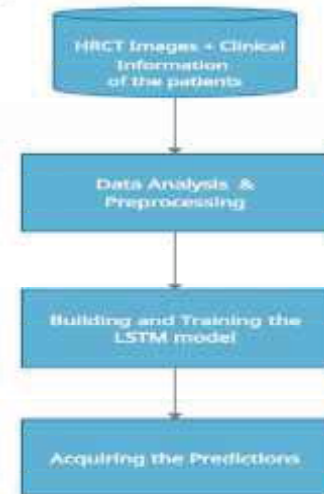 HRCT Images + Clinical
Information
of the patients
Data Analysis &
Preprocessing
Building and Training the
LSTM model
Acquiring the Predictions